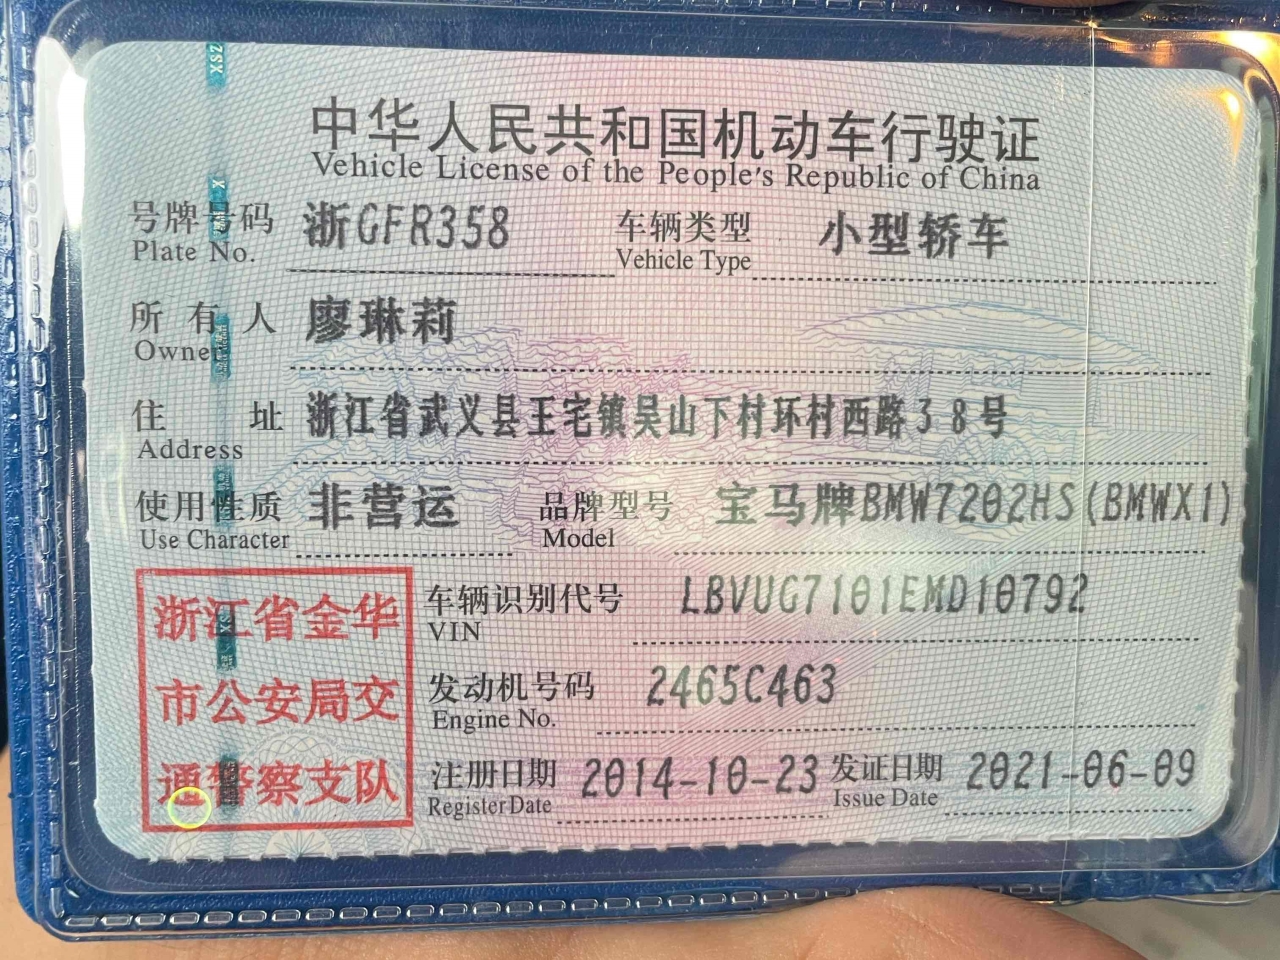 中华人民共和国机动车行驶证
Vehicle License of the People's Republic of China
号牌号码 浙GFR358 车辆类型 小型轿车
Plate No. Vehicle Type
所有人 廖琳莉
Owner
住址 浙江省武义县王宅镇吴山下村环村西路38号
Address
使用性质 非营运 品牌型号 宝马牌BMW7202HS(BMWX1)
Use Character Model
浙江省金华
市公安局交
通警察支队
车辆识别代号 LBVUG7101EMD10792
VIN
发动机号码 2465C463
Engine No.
注册日期 2014-10-23 发证日期 2021-06-09
Register Date Issue Date